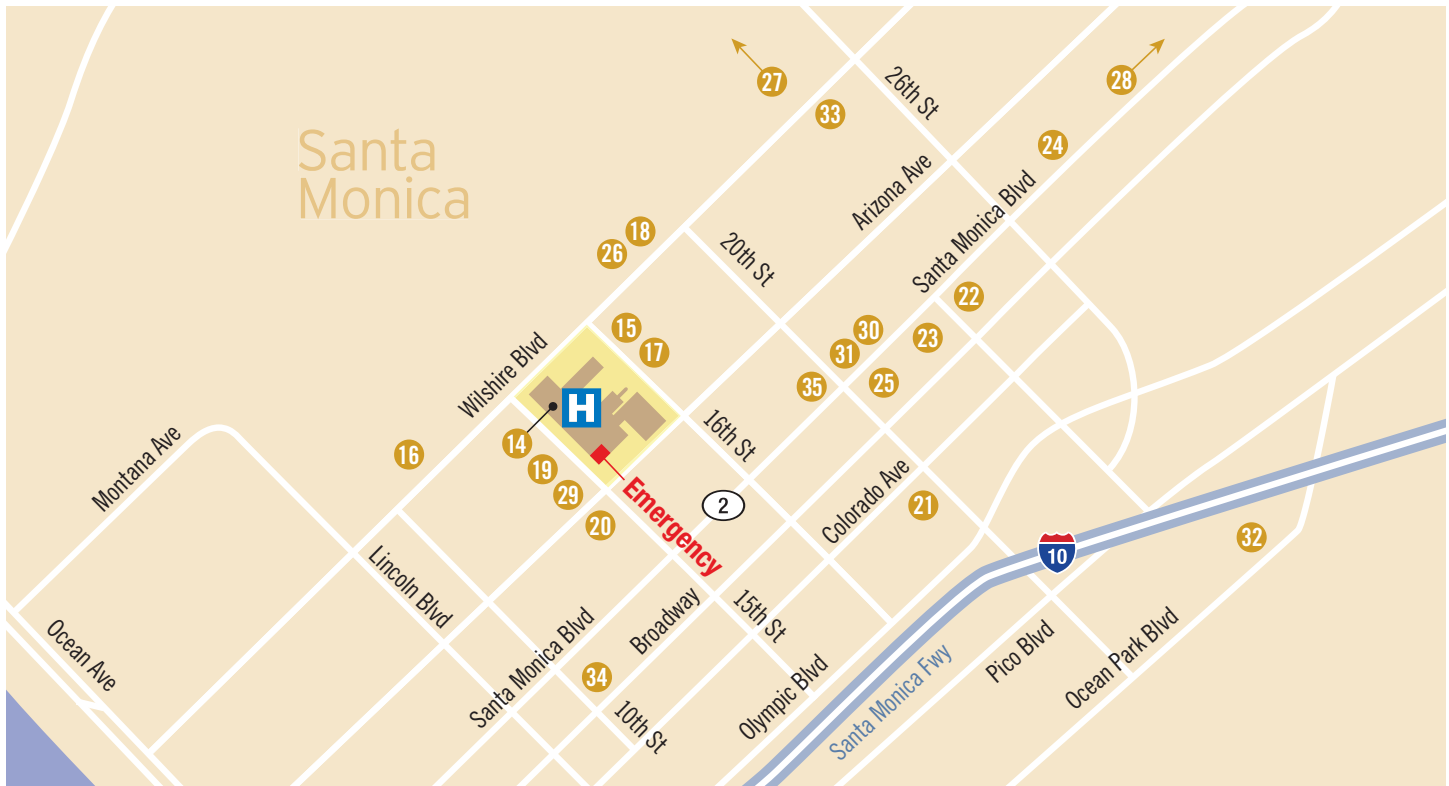 27
28
26th St
33
24
Santa
Monica
Arizona Ave
Santa Monica Blvd
18
26
20th St
22
15
30
23
17
31
Wilshire Blvd
35
25
H
16th St
14
16
Montana Ave
19
29
2
Colorado Ave
21
20
Emergency
32
10
Lincoln Blvd
15th St
Ocean Ave
Santa Monica Blvd
Broadway
34
Pico Blvd
Ocean Park Blvd
Olympic Blvd
Santa Monica Fwy
10th St